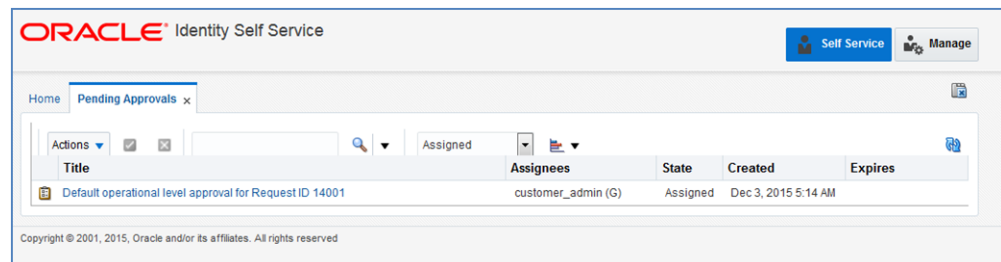 ORACLE® Identity Self Service
Self Service Manage
Home Pending Approvals x
Actions Assigned
Title Assignees State Created Expires
Default operational level approval for Request ID 14001 customer_admin (G) Assigned Dec 3, 2015 5:14 AM
Copyright © 2001, 2015, Oracle and/or its affiliates. All rights reserved